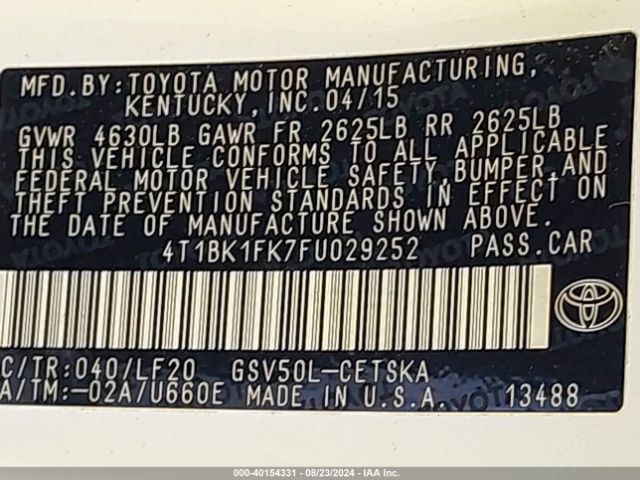 MFD.BY:TOYOTA MOTOR MANUFACTURING,
KENTUCKY,INC.04/15
GVWR 4630LB GAWR FR 2625LB RR 2625LB
THIS VEHICLE CONFORMS TO ALL APPLICABLE
FEDERAL MOTOR VEHICLE SAFETY,BUMPER,AND
THEFT PREVENTION STANDARDS IN EFFECT ON
THE DATE OF MANUFACTURE SHOWN ABOVE.
4T1BK1FK7FU029252 PASS.CAR
C/TR:040/LF20 GSV50L-CETSKA
A/TM:-02A/U660E MADE IN U.S.A. 13488
000-40154331 - 08/23/2024 - IAA Inc.